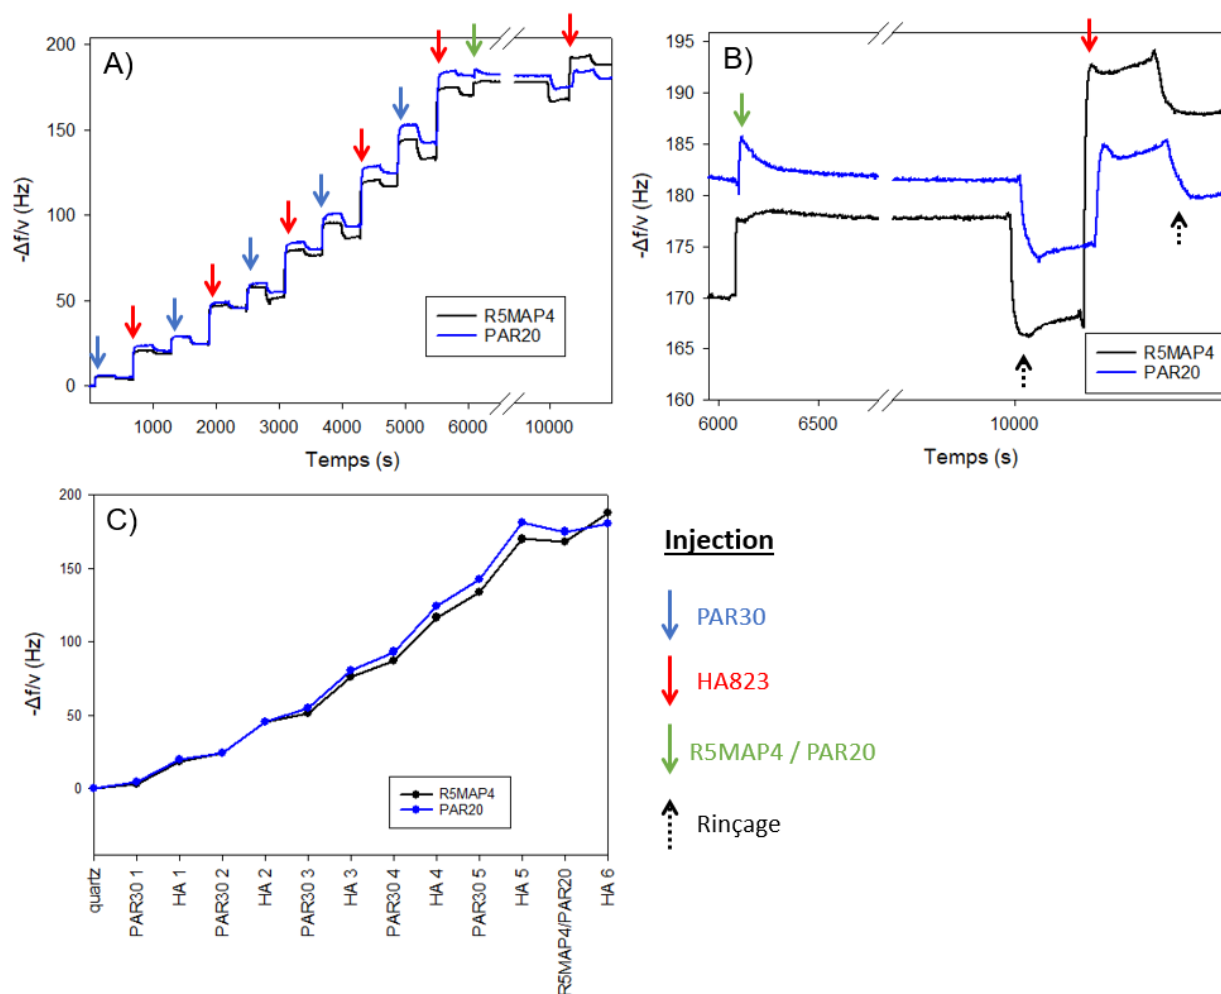 A)
200
150
100
50
0
-Δf/ν (Hz)
R5MAP4
PAR20
1000 2000 3000 4000 5000 6000 10000
Temps (s)
B)
195
190
185
180
175
170
165
160
-Δf/ν (Hz)
R5MAP4
PAR20
6000 6500 10000
Temps (s)
C)
200
150
100
50
0
-Δf/ν (Hz)
R5MAP4
PAR20
quartz
PAR30 1
HA 1
PAR30 2
HA 2
PAR30 3
HA 3
PAR30 4
HA 4
PAR30 5
HA 5
R5MAP4/PAR20
HA 6
Injection
PAR30
HA823
R5MAP4 / PAR20
Rinçage